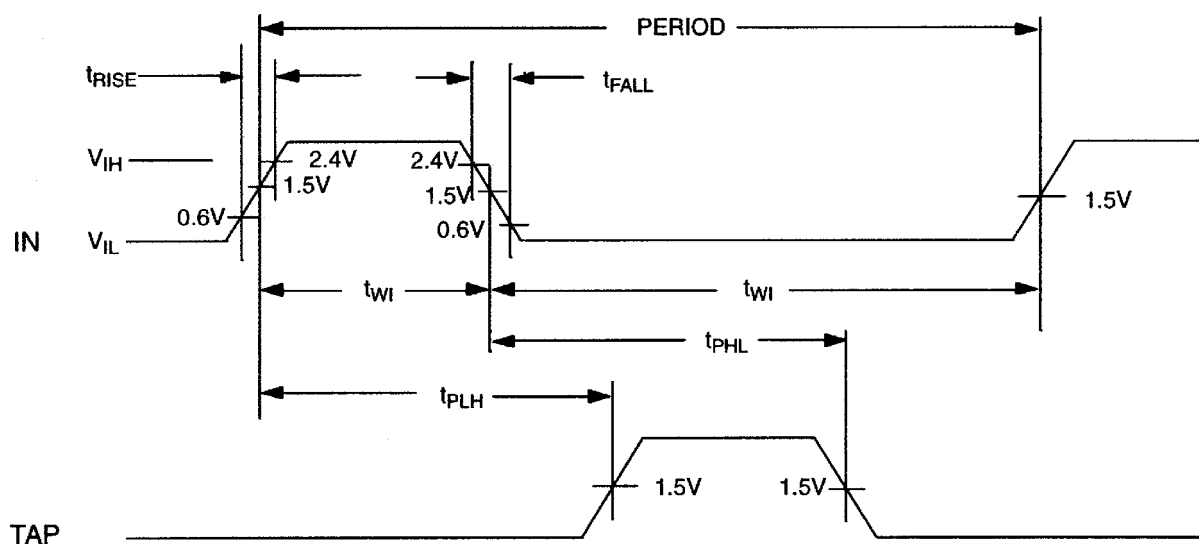 PERIOD
tRISE
tFALL
VIH
2.4V
2.4V
1.5V
1.5V
1.5V
0.6V
0.6V
IN
VIL
tWI
tWI
tPHL
tPLH
1.5V
1.5V
TAP